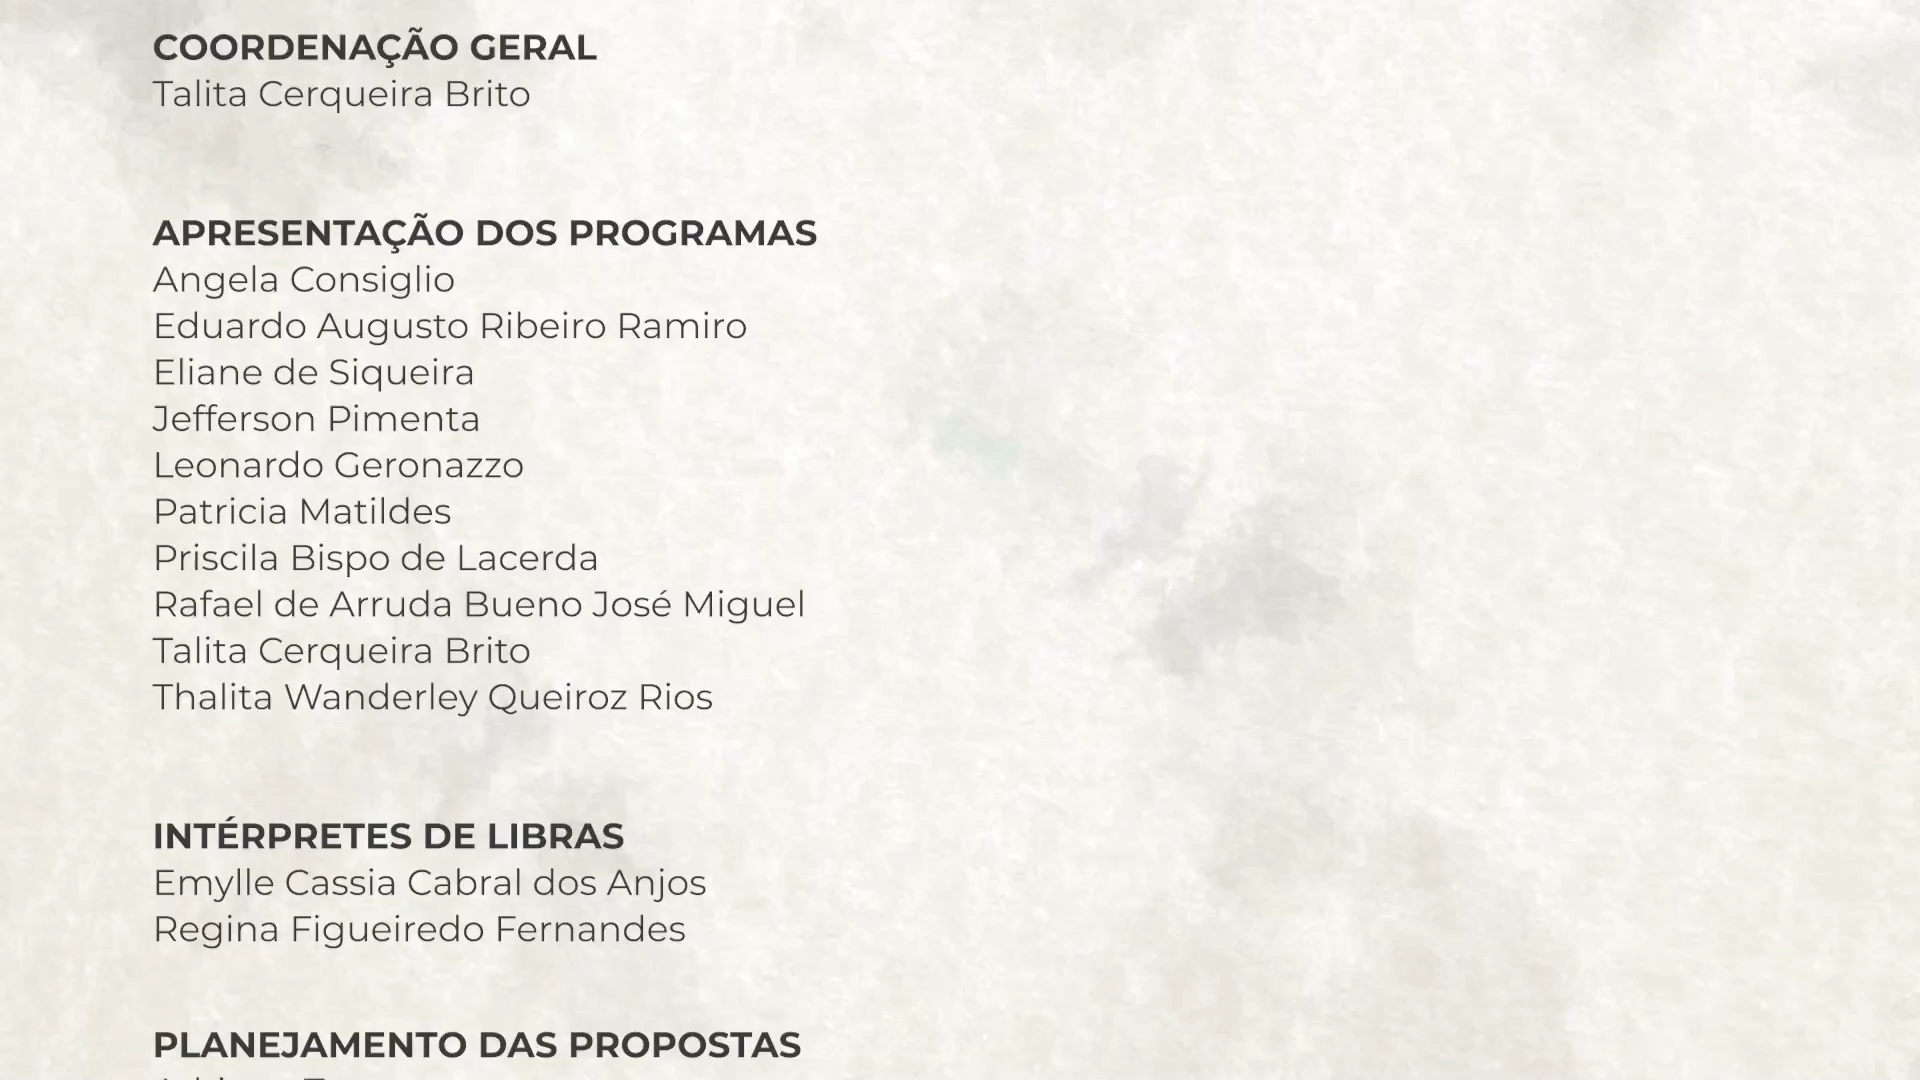 COORDENAÇÃO GERAL
Talita Cerqueira Brito
APRESENTAÇÃO DOS PROGRAMAS
Angela Consiglio
Eduardo Augusto Ribeiro Ramiro
Eliane de Siqueira
Jefferson Pimenta
Leonardo Geronazzo
Patricia Matildes
Priscila Bispo de Lacerda
Rafael de Arruda Bueno José Miguel
Talita Cerqueira Brito
Thalita Wanderley Queiroz Rios
INTÉRPRETES DE LIBRAS
Emylle Cassia Cabral dos Anjos
Regina Figueiredo Fernandes
PLANEJAMENTO DAS PROPOSTAS